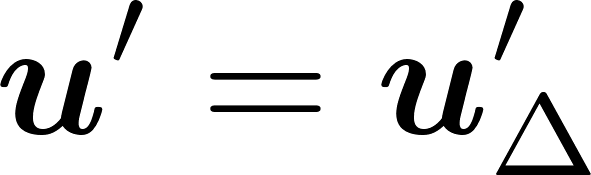 𝒖′ = 𝒖′_△